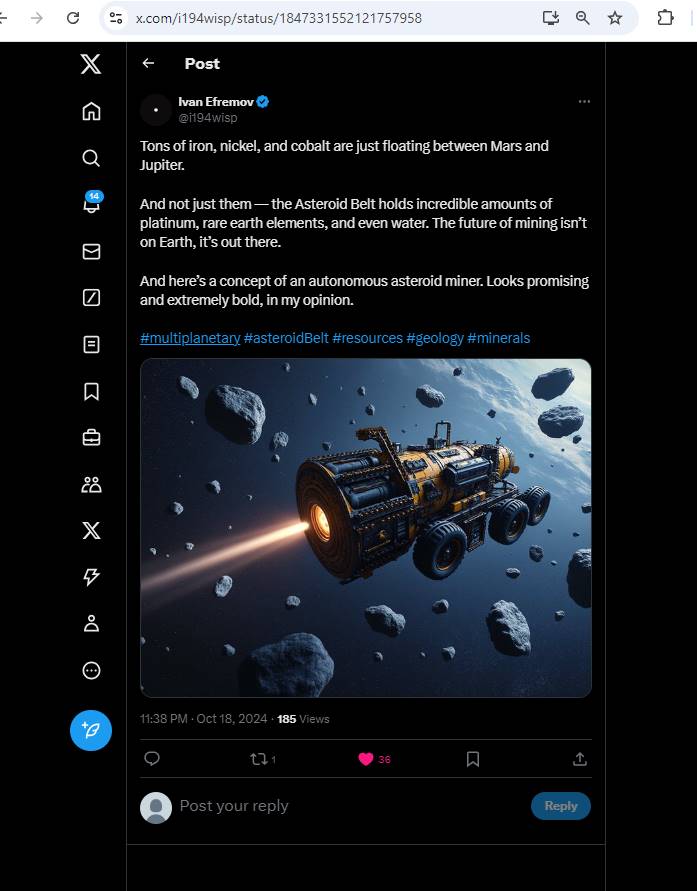 x.com/i194wisp/status/1847331552121757958
Post
Ivan Efremov
@i194wisp
Tons of iron, nickel, and cobalt are just floating between Mars and
Jupiter.
And not just them — the Asteroid Belt holds incredible amounts of
platinum, rare earth elements, and even water. The future of mining isn’t
on Earth, it’s out there.
And here’s a concept of an autonomous asteroid miner. Looks promising
and extremely bold, in my opinion.
#multiplanetary #asteroidBelt #resources #geology #minerals
14
11:38 PM · Oct 18, 2024 · 185 Views
1 36
Post your reply
Reply